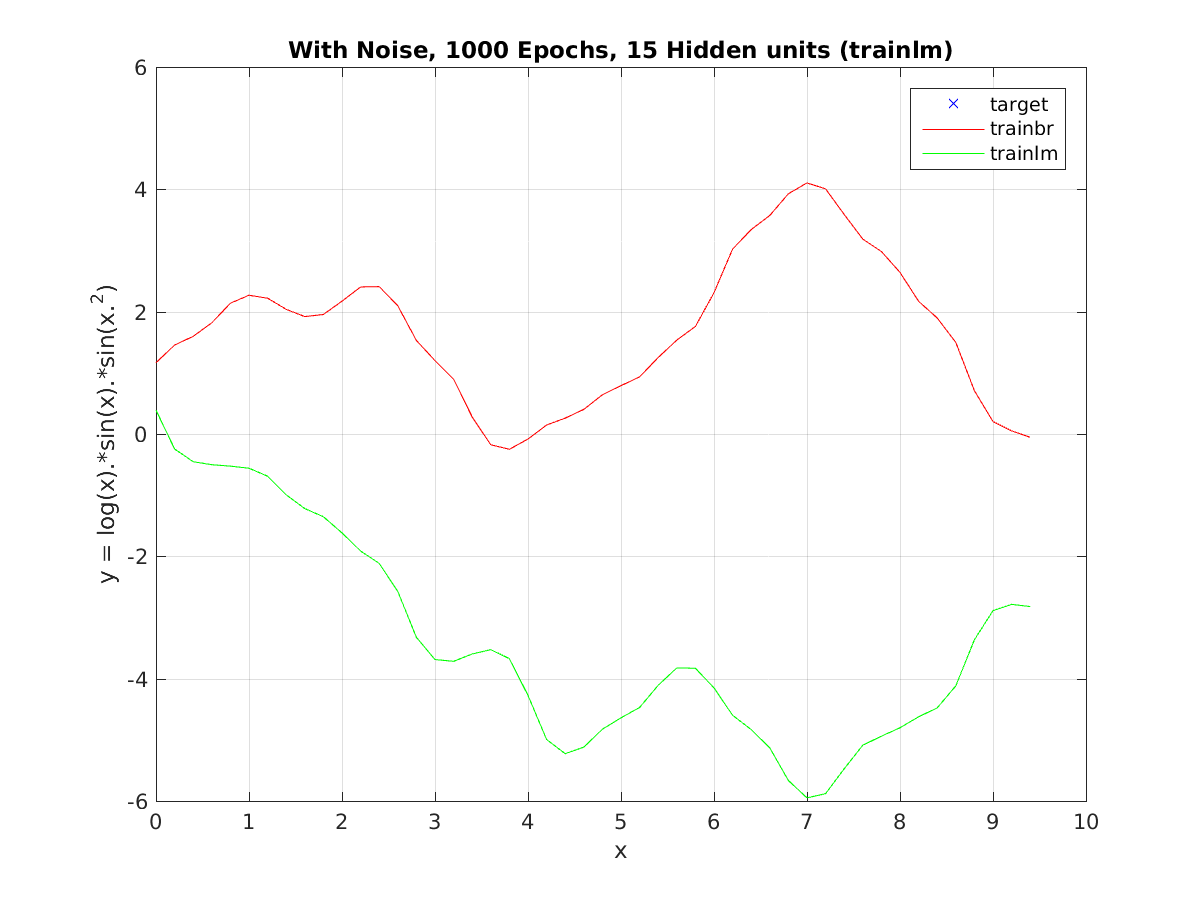 With Noise, 1000 Epochs, 15 Hidden units (trainlm)
6
4
2
0
-2
-4
-6
y = log(x).*sin(x).*sin(x.²)
target
trainbr
trainlm
0 1 2 3 4 5 6 7 8 9 10
x